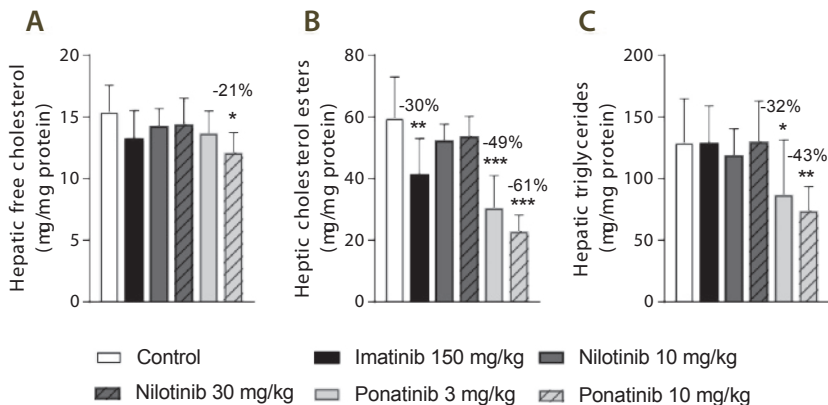 A
Hepatic free cholesterol
(mg/mg protein)
20
15
10
5
0
-21%
*
B
Heptic cholesterol esters
(mg/mg protein)
80
60
40
20
0
-30%
**
-49%
***
-61%
***
C
Hepatic triglycerides
(mg/mg protein)
200
150
100
50
0
-32%
*
-43%
**
Control
Imatinib 150 mg/kg
Nilotinib 10 mg/kg
Nilotinib 30 mg/kg
Ponatinib 3 mg/kg
Ponatinib 10 mg/kg